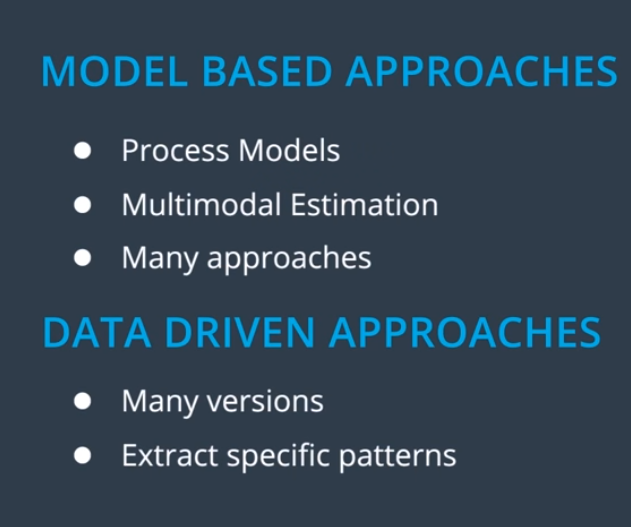 MODEL BASED APPROACHES
● Process Models
● Multimodal Estimation
● Many approaches
DATA DRIVEN APPROACHES
● Many versions
● Extract specific patterns